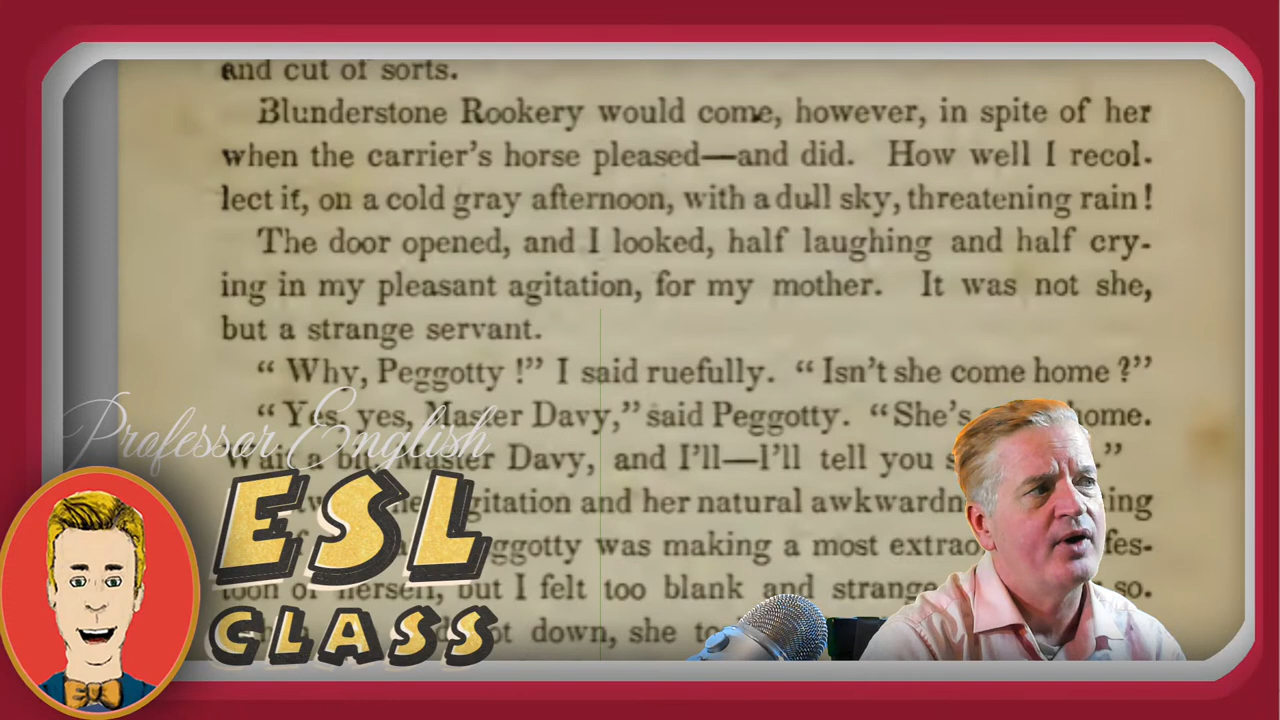 and cut of sorts.
Blunderstone Rookery would come, however, in spite of her
when the carrier's horse pleased—and did. How well I recol-
lect it, on a cold gray afternoon, with a dull sky, threatening rain!
The door opened, and I looked, half laughing and half cry-
ing in my pleasant agitation, for my mother. It was not she,
but a strange servant.
“Why, Peggotty!” I said ruefully. “Isn't she come home?”
“Yes, yes, Master Davy,” said Peggotty. “She's home.
Wait a bit, Master Davy, and I'll—I'll tell you
agitation and her natural
Peggotty was making a most
toon of herself, but I felt too blank and strange so.
down, she
Professor English
ESL
CLASS